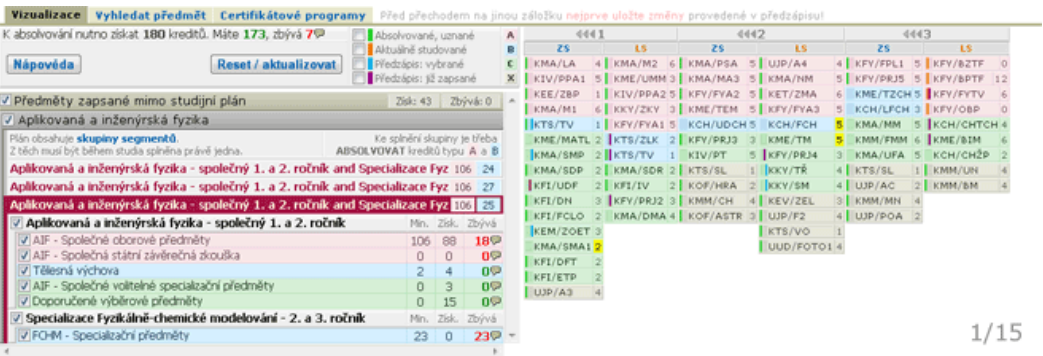 Vizualizace Vyhledat předmět Certifikátové programy Před přechodem na jinou záložku nejprve uložte změny provedené v předzápisu!
K absolvování nutno získat 180 kreditů. Máte 173, zbývá 7
Absolvované, uznané A
Aktuálně studované B
Předzápis: vybrané C
Předzápis: již zapsané X
Nápověda Reset / aktualizovat
Předměty zapsané mimo studijní plán Získ: 43 Zbývá: 0
Aplikovaná a inženýrská fyzika
Plán obsahuje skupiny segmentů. Ke splnění skupiny je třeba
Z těch musí být během studia splněna právě jedna. ABSOLVOVAT kreditů typu A a B
Aplikovaná a inženýrská fyzika - společný 1. a 2. ročník and Specializace Fyz 106 24
Aplikovaná a inženýrská fyzika - společný 1. a 2. ročník and Specializace Fyz 106 27
Aplikovaná a inženýrská fyzika - společný 1. a 2. ročník and Specializace Fyz 106 25
Aplikovaná a inženýrská fyzika - společný 1. a 2. ročník Min. Získ. Zbývá
AIF - Společné oborové předměty 106 88 18
AIF - Společná státní závěrečná zkouška 0 0 0
Tělesná výchova 2 4 0
AIF - Společné volitelné specializační předměty 0 3 0
Doporučené výběrové předměty 0 15 0
Specializace Fyzikálně-chemické modelování - 2. a 3. ročník Min. Získ. Zbývá
FCHM - Specializační předměty 23 0 23
1 2 3
ZS LS ZS LS ZS LS
KMA/LA 4 KMA/M2 6 KMA/PSA 5 UJP/A4 4 KFY/FPL1 5 KFY/BZTF 0
KIV/PPA1 5 KME/UMM 3 KMA/MA3 5 KMA/NM 5 KFY/PRJ5 5 KFY/BPTF 12
KEE/ZBP 1 KIV/PPA2 5 KFY/FYA2 5 KET/ZMA 6 KME/TZCH 5 KFY/FYTV 6
KMA/M1 6 KKY/ZKY 3 KME/TEM 5 KFY/FYA3 5 KCH/LFCH 3 KFY/OBP 0
KTS/TV 1 KFY/FYA1 5 KCH/UDCH 5 KCH/FCH 5 KMA/MM 5 KCH/CHTCH 4
KME/MATL 2 KTS/ZLK 2 KFY/PRJ3 3 KME/TM 5 KMM/FMM 6 KME/BIM 6
KMA/SMP 2 KTS/TV 1 KIV/PT 5 KFY/PRJ4 3 KMA/UFA 5 KCH/CHŽP 2
KMA/SDP 2 KMA/SDR 2 KTS/SL 1 KKY/TŘ 4 KTS/SL 1 KMM/UN 4
KFI/UDF 2 KFI/IV 2 KOF/HRA 2 KKY/SM 4 UJP/AC 2 KMM/BM 4
KFI/DN 3 KFY/PRJ2 3 KMM/CH 4 KEV/ZEL 3 KMM/MN 4
KFI/FCLO 2 KMA/DMA 4 KOF/ASTR 3 UJP/F2 4 UJP/POA 2
KEM/ZOET 3 KTS/VO 1
KMA/SMA1 2 UUD/FOTO1 4
KFI/DFT 2
KFI/ETP 2
UJP/A3 4
1/15